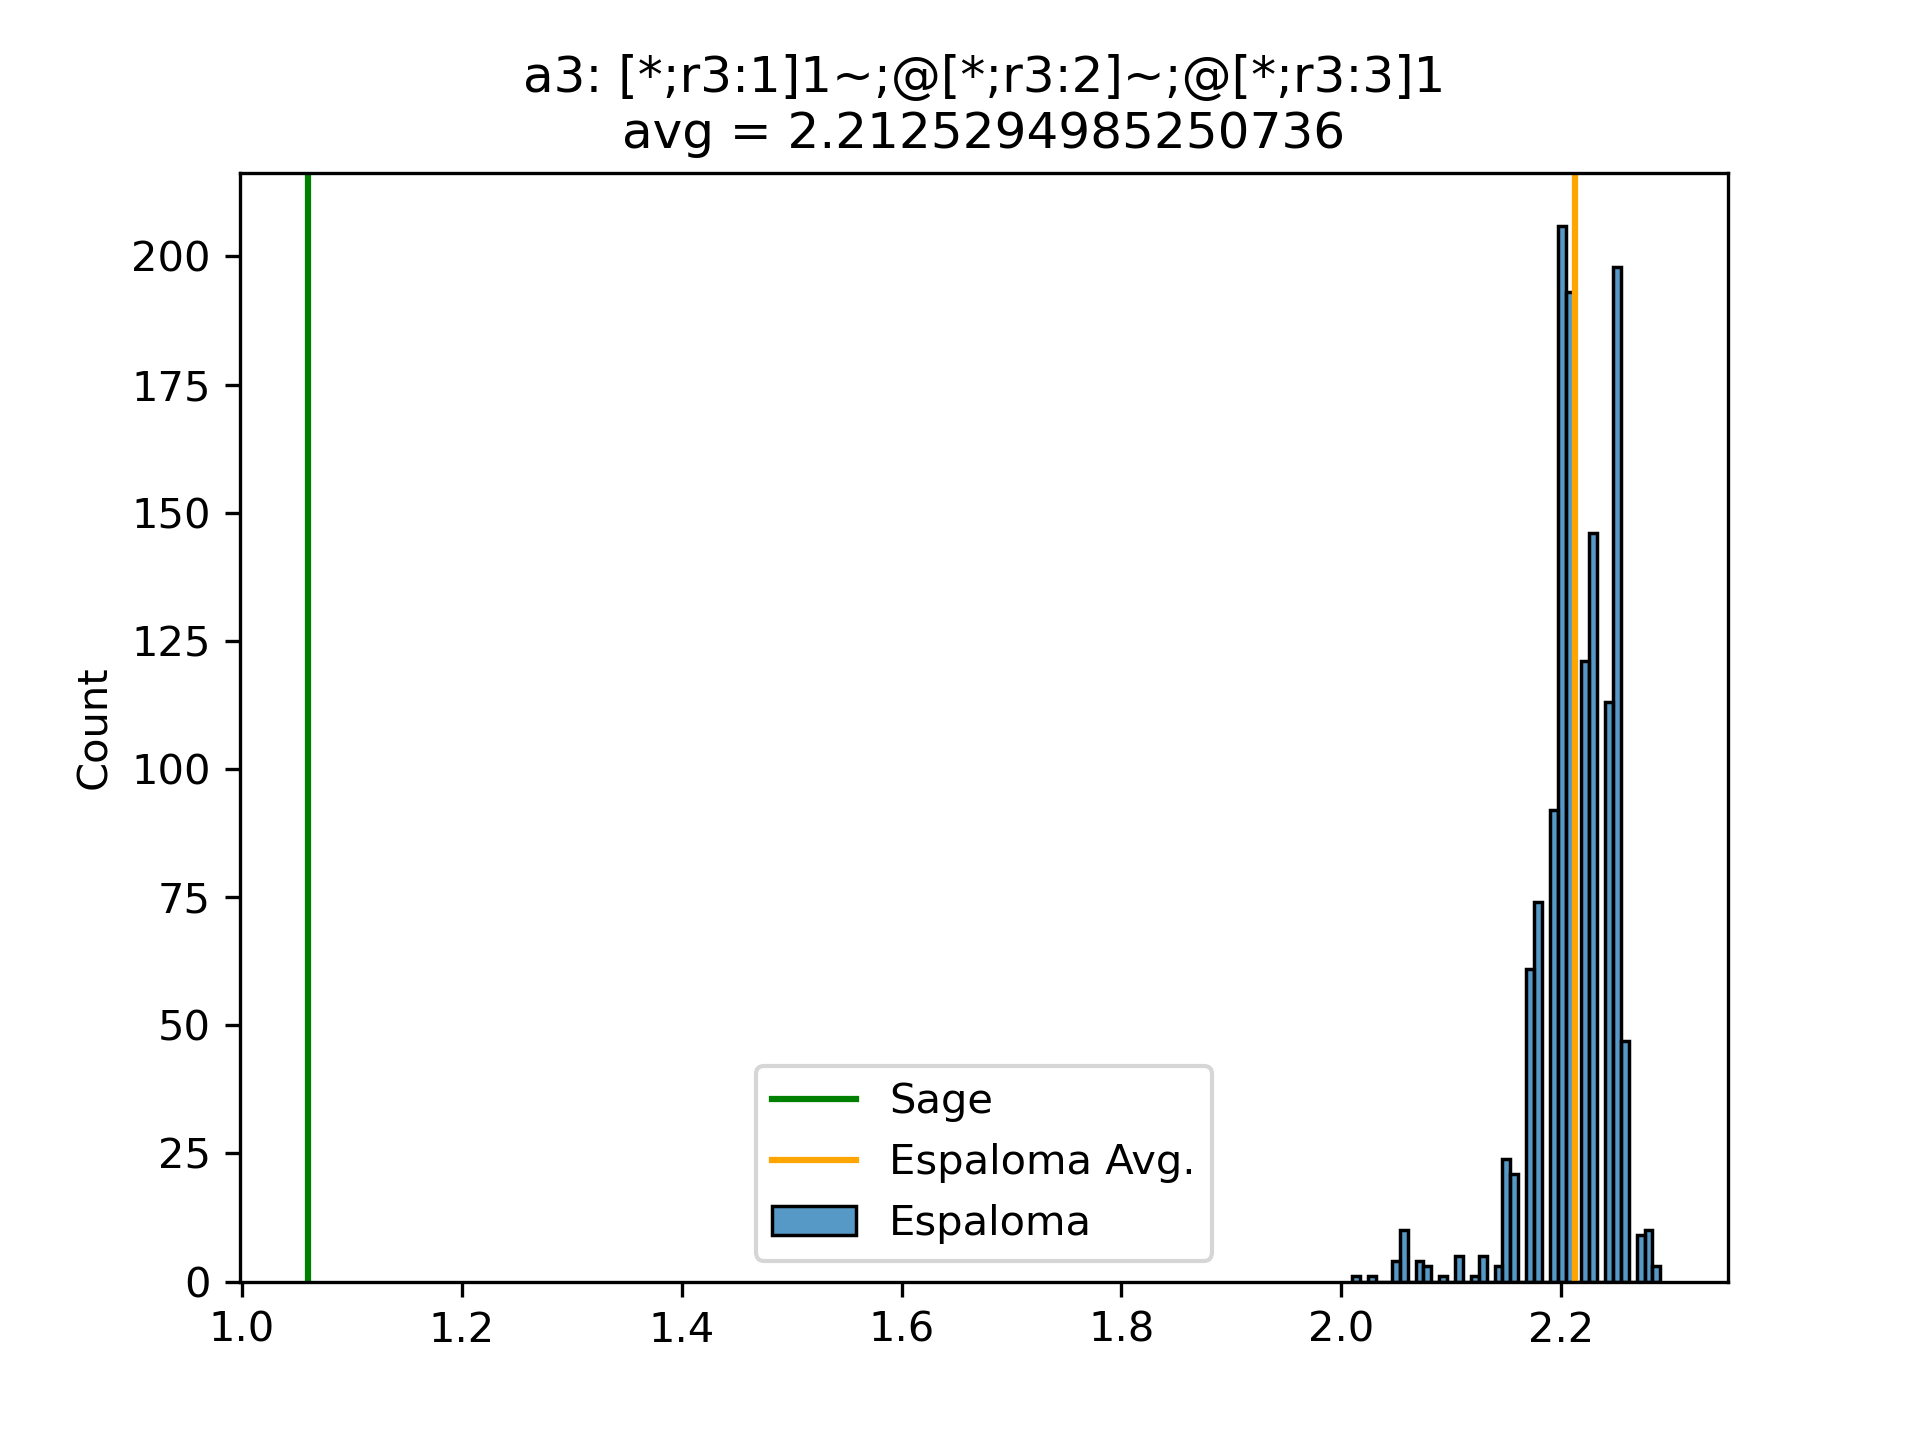 a3: [*;r3:1]1~;@[*;r3:2]~;@[*;r3:3]1
avg = 2.2125294985250736
Count
200
175
150
125
100
75
50
25
0
1.0 1.2 1.4 1.6 1.8 2.0 2.2
Sage
Espaloma Avg.
Espaloma